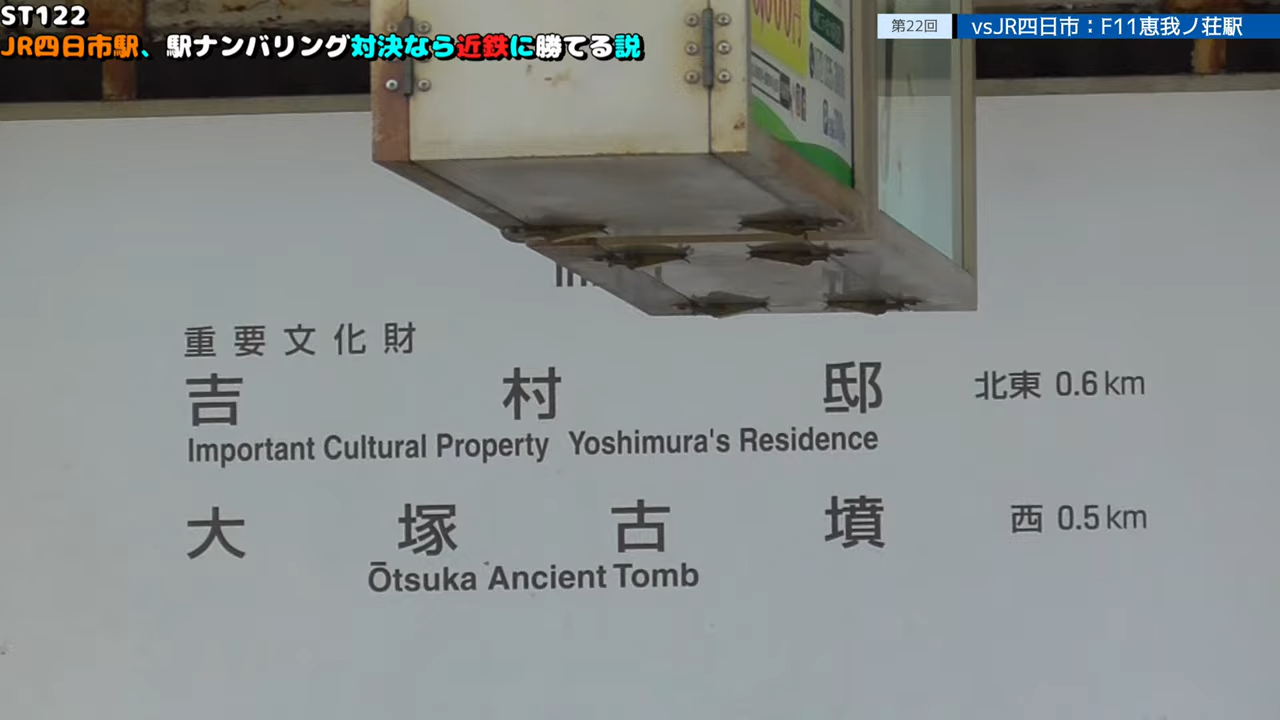 ST122
JR四日市駅、駅ナンバリング対決なら近鉄に勝てる説
第22回
vsJR四日市：F11恵我ノ荘駅
重要文化財
吉村邸 北東 0.6km
Important Cultural Property Yoshimura's Residence
大塚古墳 西 0.5km
Ōtsuka Ancient Tomb